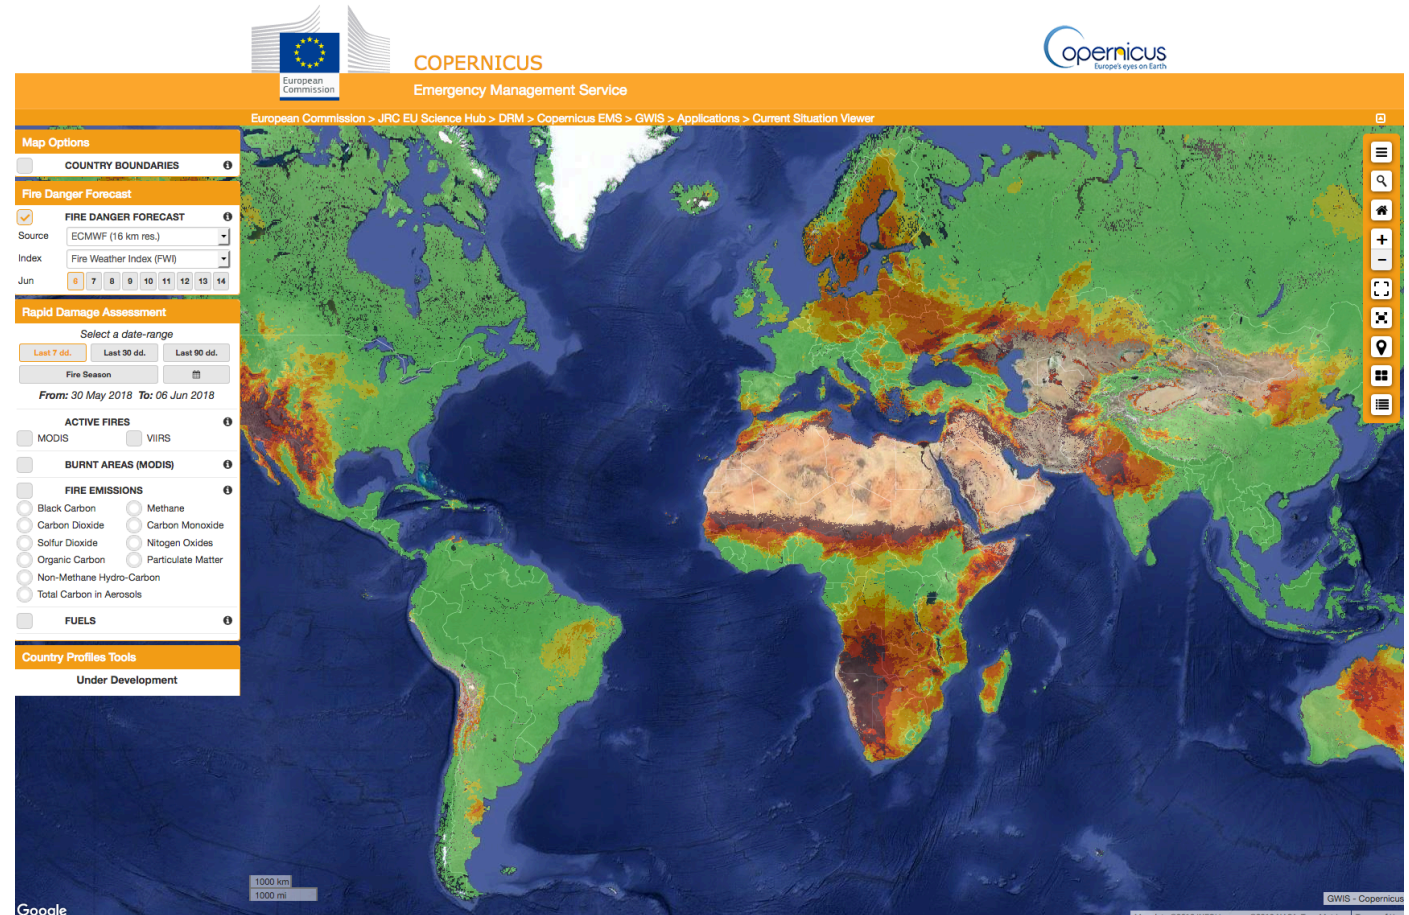 COPERNICUS
opernicus
Europe's eyes on Earth
European
Commission
Emergency Management Service
European Commission > JRC EU Science Hub > DRM > Copernicus EMS > GWIS > Applications > Current Situation Viewer
Map Options
COUNTRY BOUNDARIES
Fire Danger Forecast
FIRE DANGER FORECAST
Source ECMWF (16 km res.)
Index Fire Weather Index (FWI)
Jun 6 7 8 9 10 11 12 13 14
Rapid Damage Assessment
Select a date-range
Last 7 dd. Last 30 dd. Last 90 dd.
Fire Season
From: 30 May 2018 To: 06 Jun 2018
ACTIVE FIRES
MODIS VIIRS
BURNT AREAS (MODIS)
FIRE EMISSIONS
Black Carbon Methane
Carbon Dioxide Carbon Monoxide
Solfur Dioxide Nitogen Oxides
Organic Carbon Particulate Matter
Non-Methane Hydro-Carbon
Total Carbon in Aerosols
FUELS
Country Profiles Tools
Under Development
1000 km
1000 mi
GWIS - Copernicus
Google